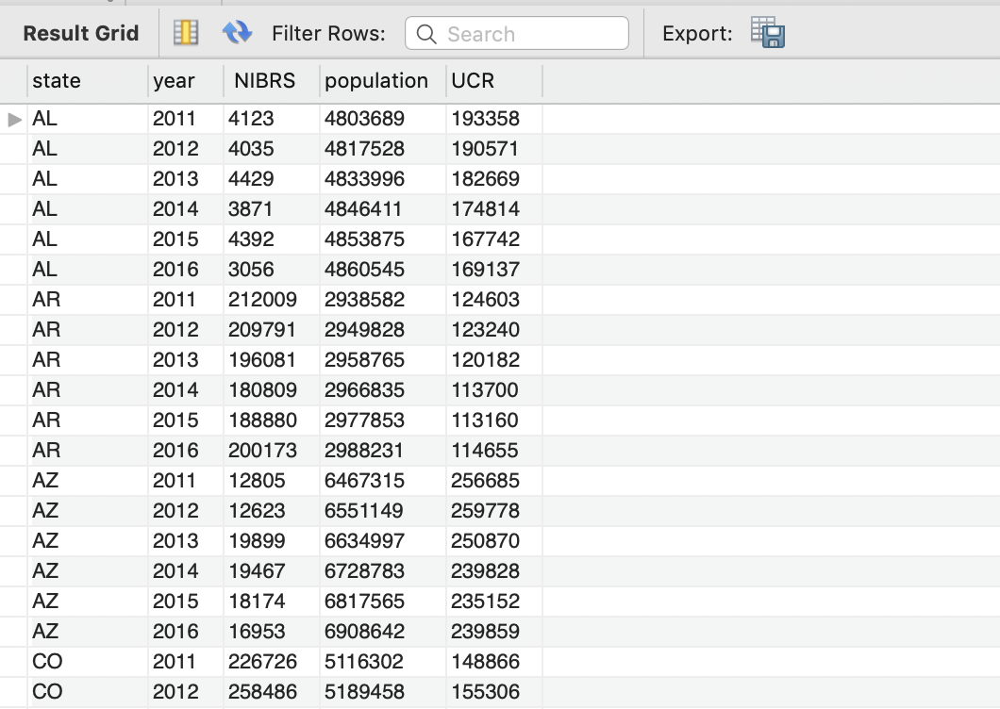 Result Grid Filter Rows: Search Export:
state year NIBRS population UCR
AL 2011 4123 4803689 193358
AL 2012 4035 4817528 190571
AL 2013 4429 4833996 182669
AL 2014 3871 4846411 174814
AL 2015 4392 4853875 167742
AL 2016 3056 4860545 169137
AR 2011 212009 2938582 124603
AR 2012 209791 2949828 123240
AR 2013 196081 2958765 120182
AR 2014 180809 2966835 113700
AR 2015 188880 2977853 113160
AR 2016 200173 2988231 114655
AZ 2011 12805 6467315 256685
AZ 2012 12623 6551149 259778
AZ 2013 19899 6634997 250870
AZ 2014 19467 6728783 239828
AZ 2015 18174 6817565 235152
AZ 2016 16953 6908642 239859
CO 2011 226726 5116302 148866
CO 2012 258486 5189458 155306